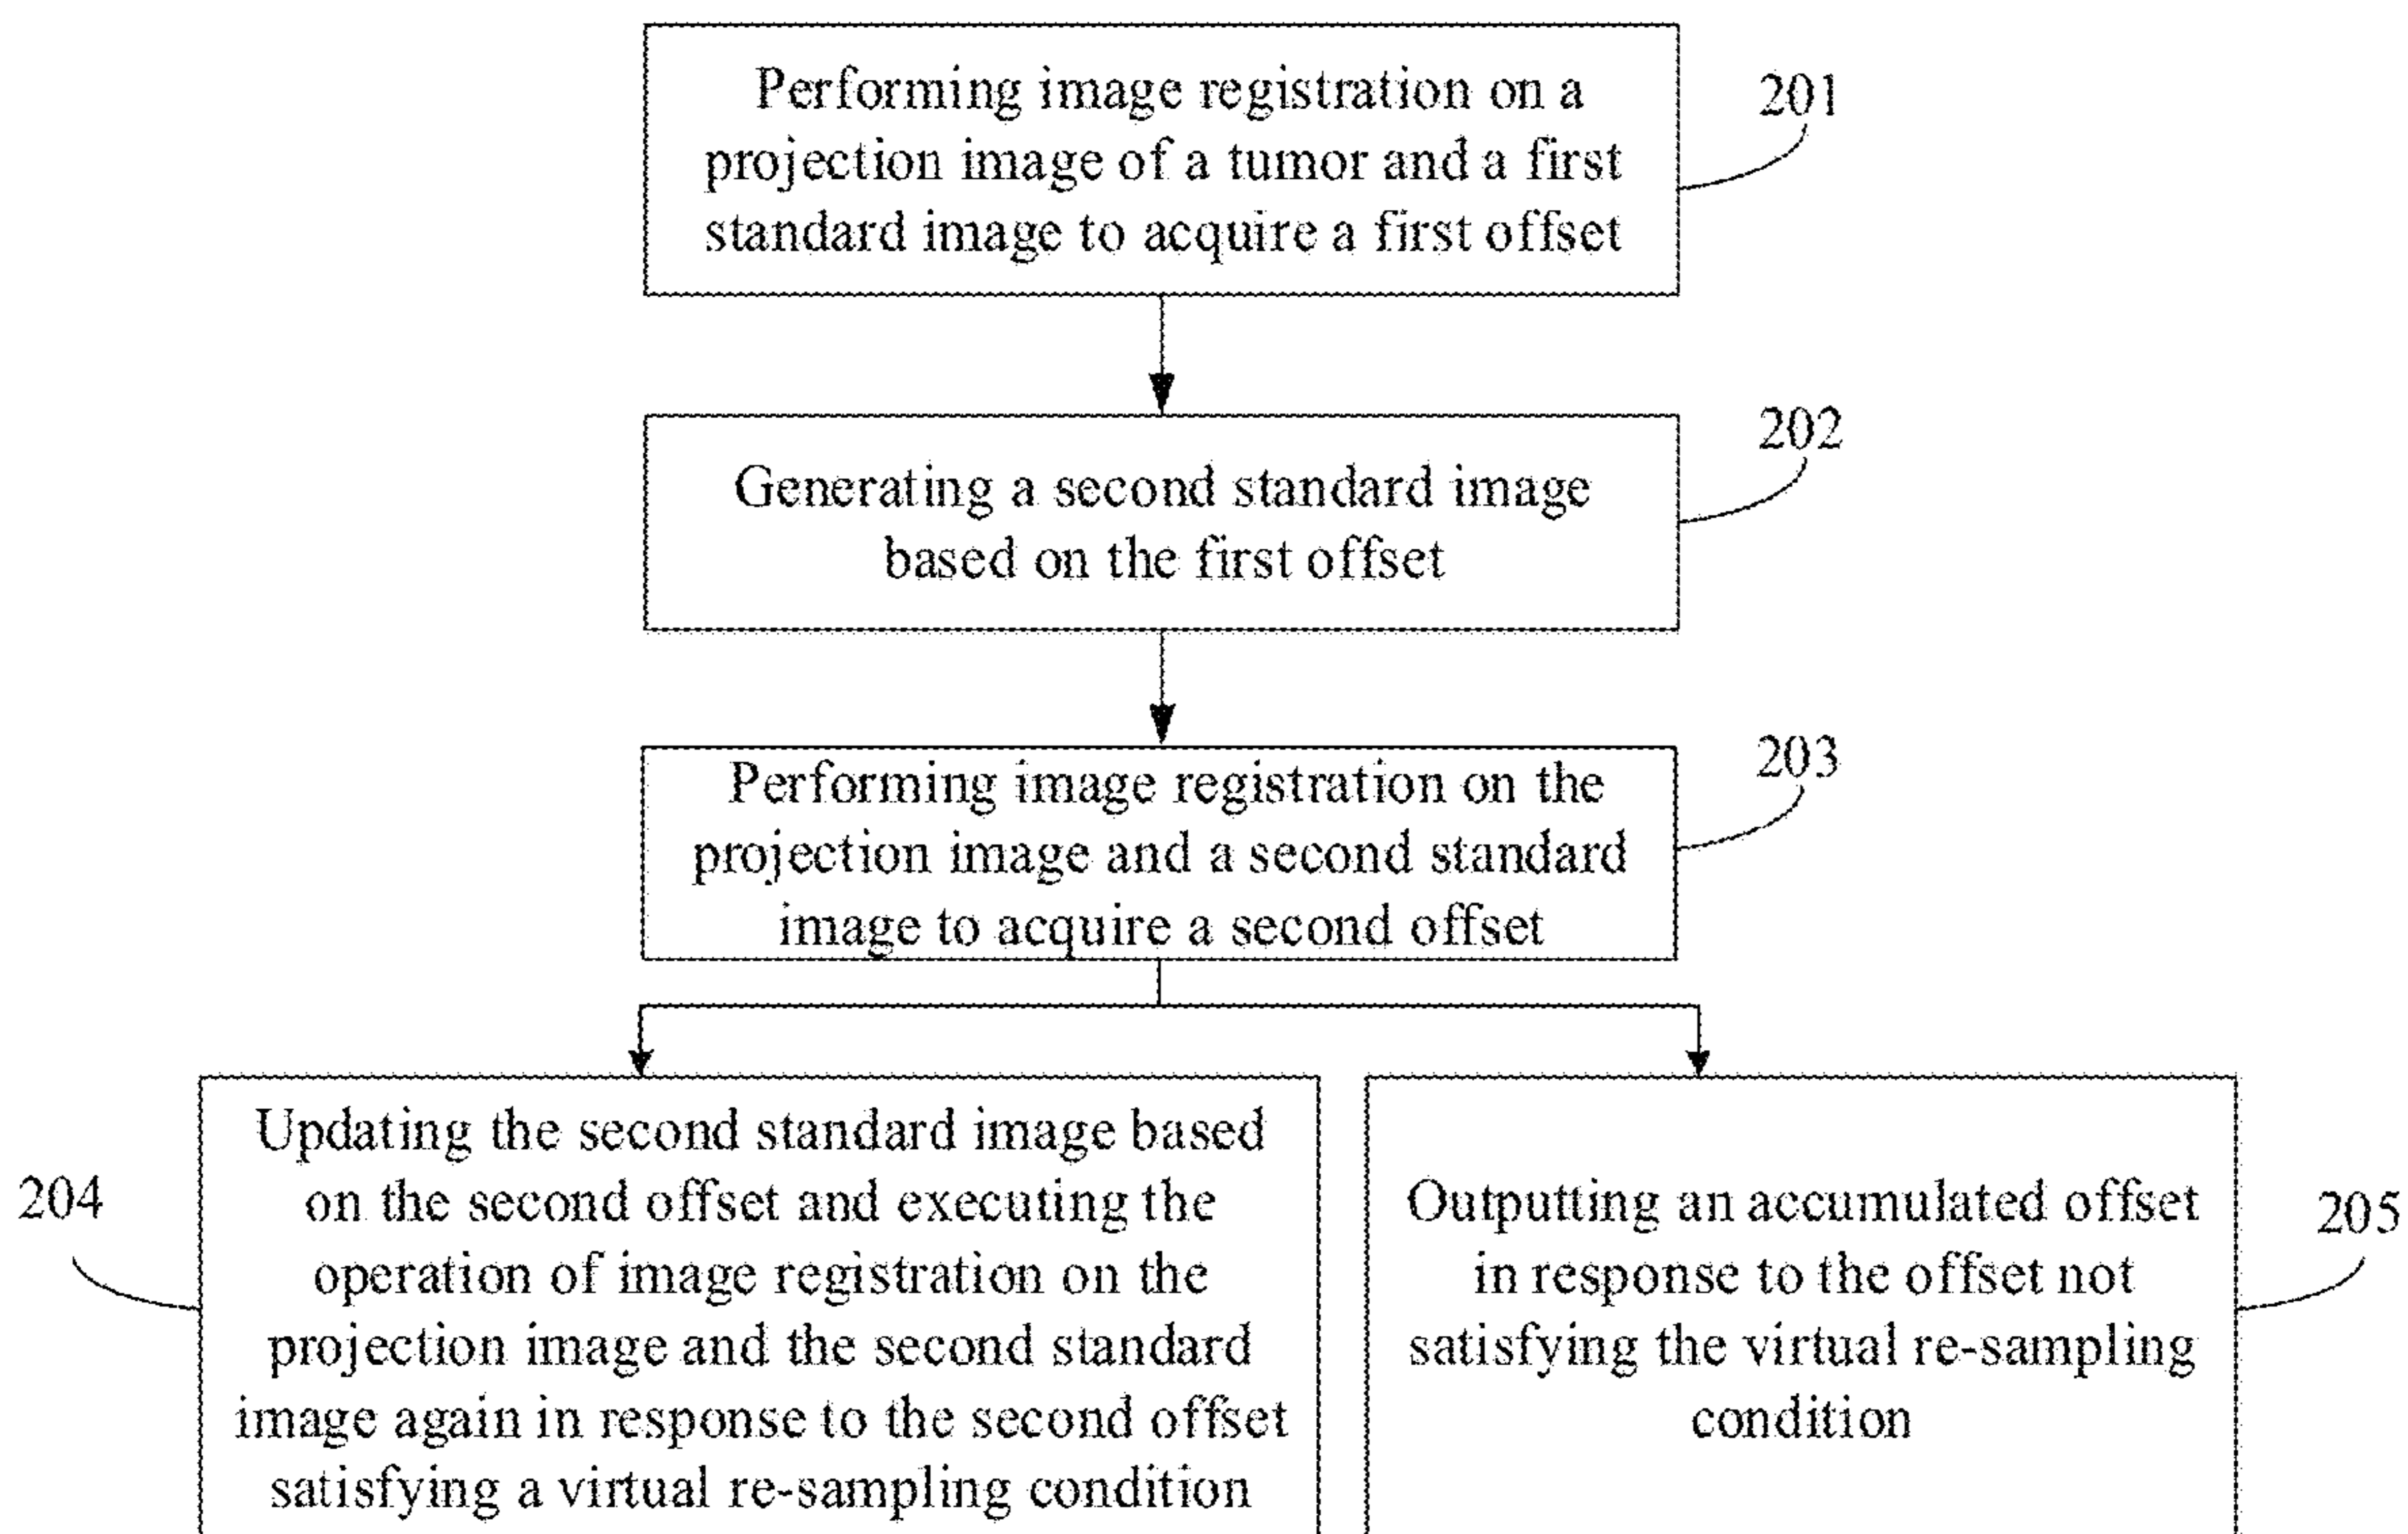 Performing image registration on a
projection image of a tumor and a first
standard image to acquire a first offset
201
Generating a second standard image
based on the first offset
202
Performing image registration on the
projection image and a second standard
image to acquire a second offset
203
204
Updating the second standard image based
on the second offset and executing the
operation of image registration on the
projection image and the second standard
image again in response to the second offset
satisfying a virtual re-sampling condition
Outputting an accumulated offset
in response to the offset not
satisfying the virtual re-sampling
condition
205